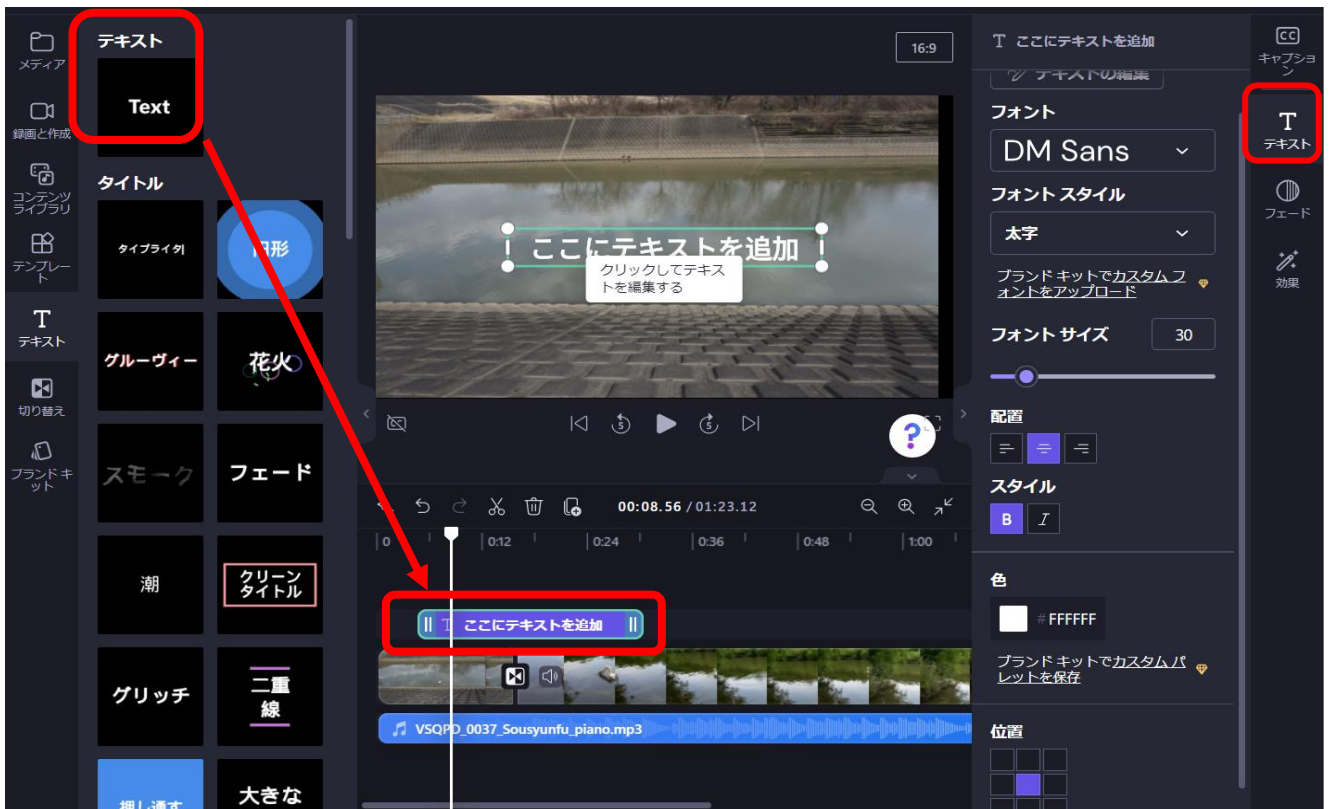 メディア
録画と作成
コンテンツ
ライブラリ
テンプレー
ト
テキスト
切り替え
ブランド キ
ット
テキスト
Text
タイトル
タイプライタ|
円形
グルーヴィー
花火
スモーク
フェード
潮
クリーン
タイトル
グリッチ
二重
線
押し通す
大きな
16:9
ここにテキストを追加
クリックしてテキス
トを編集する
5
5
?
00:08.56 / 01:23.12
0
0:12
0:24
0:36
0:48
1:00
T ここにテキストを追加
VSQPD_0037_Sousyunfu_piano.mp3
T ここにテキストを追加
テキストの編集
フォント
DM Sans
フォント スタイル
太字
ブランド キットでカスタム フ
ォントをアップロード
フォント サイズ
30
配置
スタイル
B
I
色
#FFFFFF
ブランド キットでカスタム パ
レットを保存
位置
CC
キャプショ
ン
T
テキスト
フェード
効果